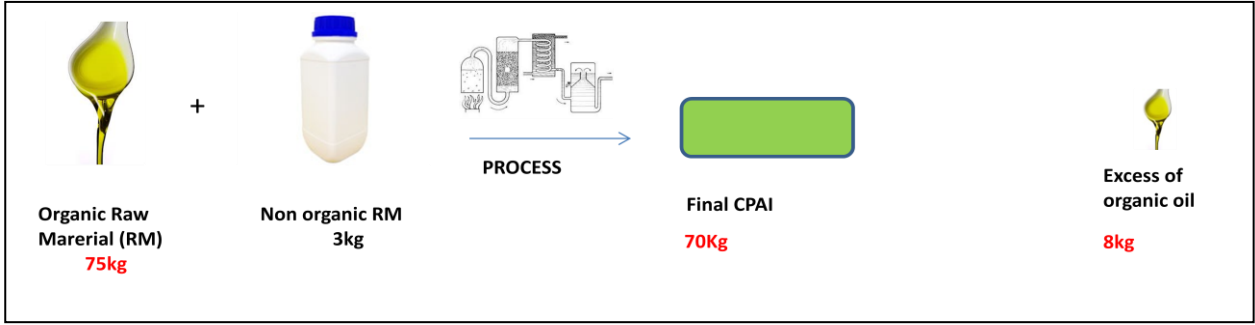 +
PROCESS
Organic Raw
Marerial (RM)
75kg
Non organic RM
3kg
Final CPAI
70Kg
Excess of
organic oil
8kg